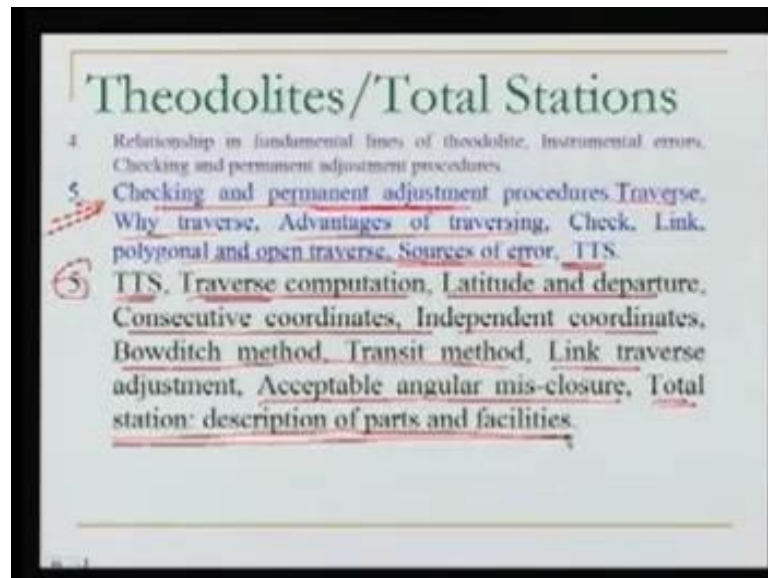 Theodolites/Total Stations
4. Relationship in fundamental lines of theodolite, Instrumental errors,
Checking and permanent adjustment procedures
5. Checking and permanent adjustment procedures. Traverse,
Why traverse, Advantages of traversing, Check, Link,
polygonal and open traverse, Sources of error, TTS.
5. TTS, Traverse computation, Latitude and departure,
Consecutive coordinates, Independent coordinates,
Bowditch method, Transit method, Link traverse
adjustment, Acceptable angular mis-closure, Total
station: description of parts and facilities.